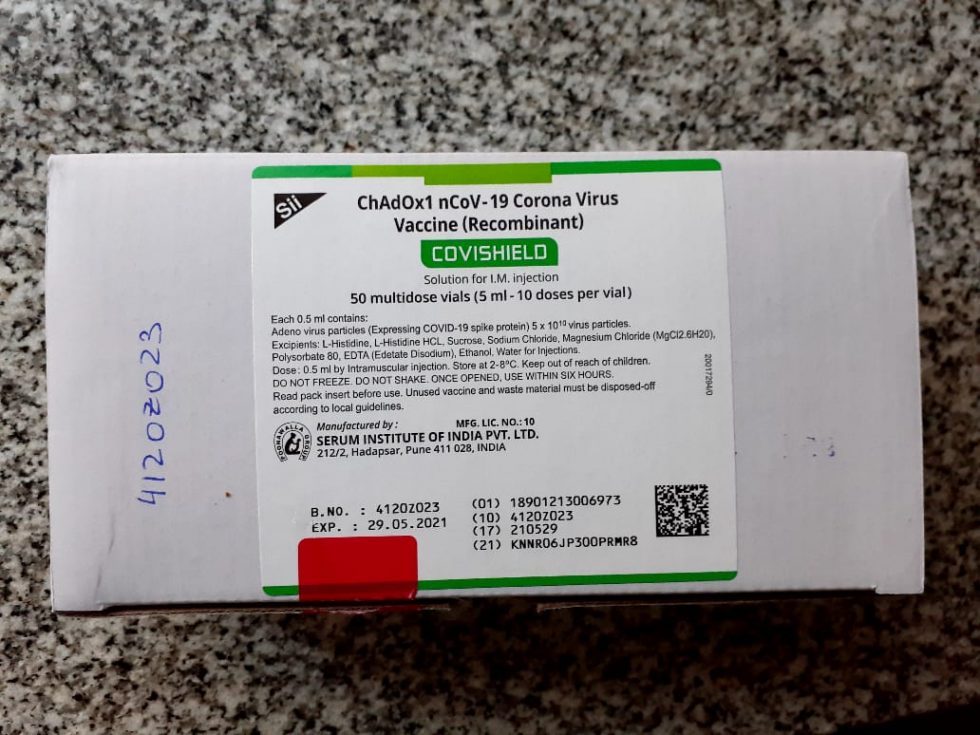 Sii
ChAdOx1 nCoV-19 Corona Virus
Vaccine (Recombinant)
COVISHIELD
Solution for I.M. injection
50 multidose vials (5 ml - 10 doses per vial)
Each 0.5 ml contains:
Adeno virus particles (Expressing COVID-19 spike protein) 5 x 10¹⁰ virus particles.
Excipients: L-Histidine, L-Histidine HCL, Sucrose, Sodium Chloride, Magnesium Chloride (MgCl2.6H20),
Polysorbate 80, EDTA (Edetate Disodium), Ethanol, Water for Injections.
Dose : 0.5 ml by Intramuscular injection. Store at 2-8°C. Keep out of reach of children.
DO NOT FREEZE. DO NOT SHAKE. ONCE OPENED, USE WITHIN SIX HOURS.
Read pack insert before use. Unused vaccine and waste material must be disposed-off
according to local guidelines.
20017294/0
Manufactured by : MFG. LIC. NO.: 10
SERUM INSTITUTE OF INDIA PVT. LTD.
212/2, Hadapsar, Pune 411 028, INDIA
POONAWALLA GROUP
B.NO. : 4120Z023
EXP. : 29.05.2021
(01) 18901213006973
(10) 4120Z023
(17) 210529
(21) KNNR06JP300PRMR8
4120Z023